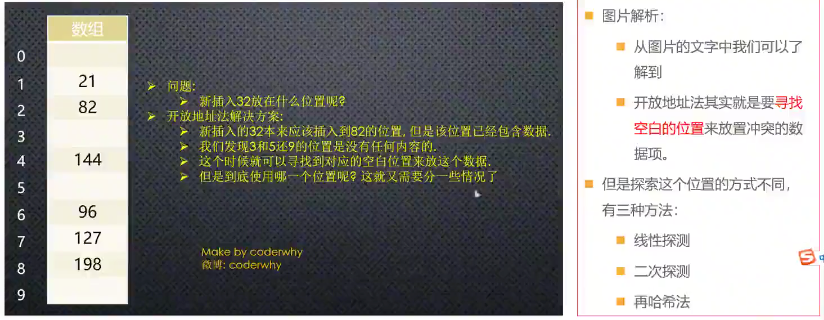 数组
0
1 21
2 82
3
4 144
5
6 96
7 127
8 198
9
问题:
新插入32放在什么位置呢?
开放地址法解决方案:
新插入的32本来应该插入到82的位置, 但是该位置已经包含数据.
我们发现3和5还9的位置是没有任何内容的.
这个时候就可以寻找到对应的空白位置来放这个数据.
但是到底使用哪一个位置呢? 这就又需要分一些情况了
Make by coderwhy
微博: coderwhy
图片解析:
从图片的文字中我们可以了
解到
开放地址法其实就是要寻找
空白的位置来放置冲突的数
据项。
但是探索这个位置的方式不同，
有三种方法:
线性探测
二次探测
再哈希法